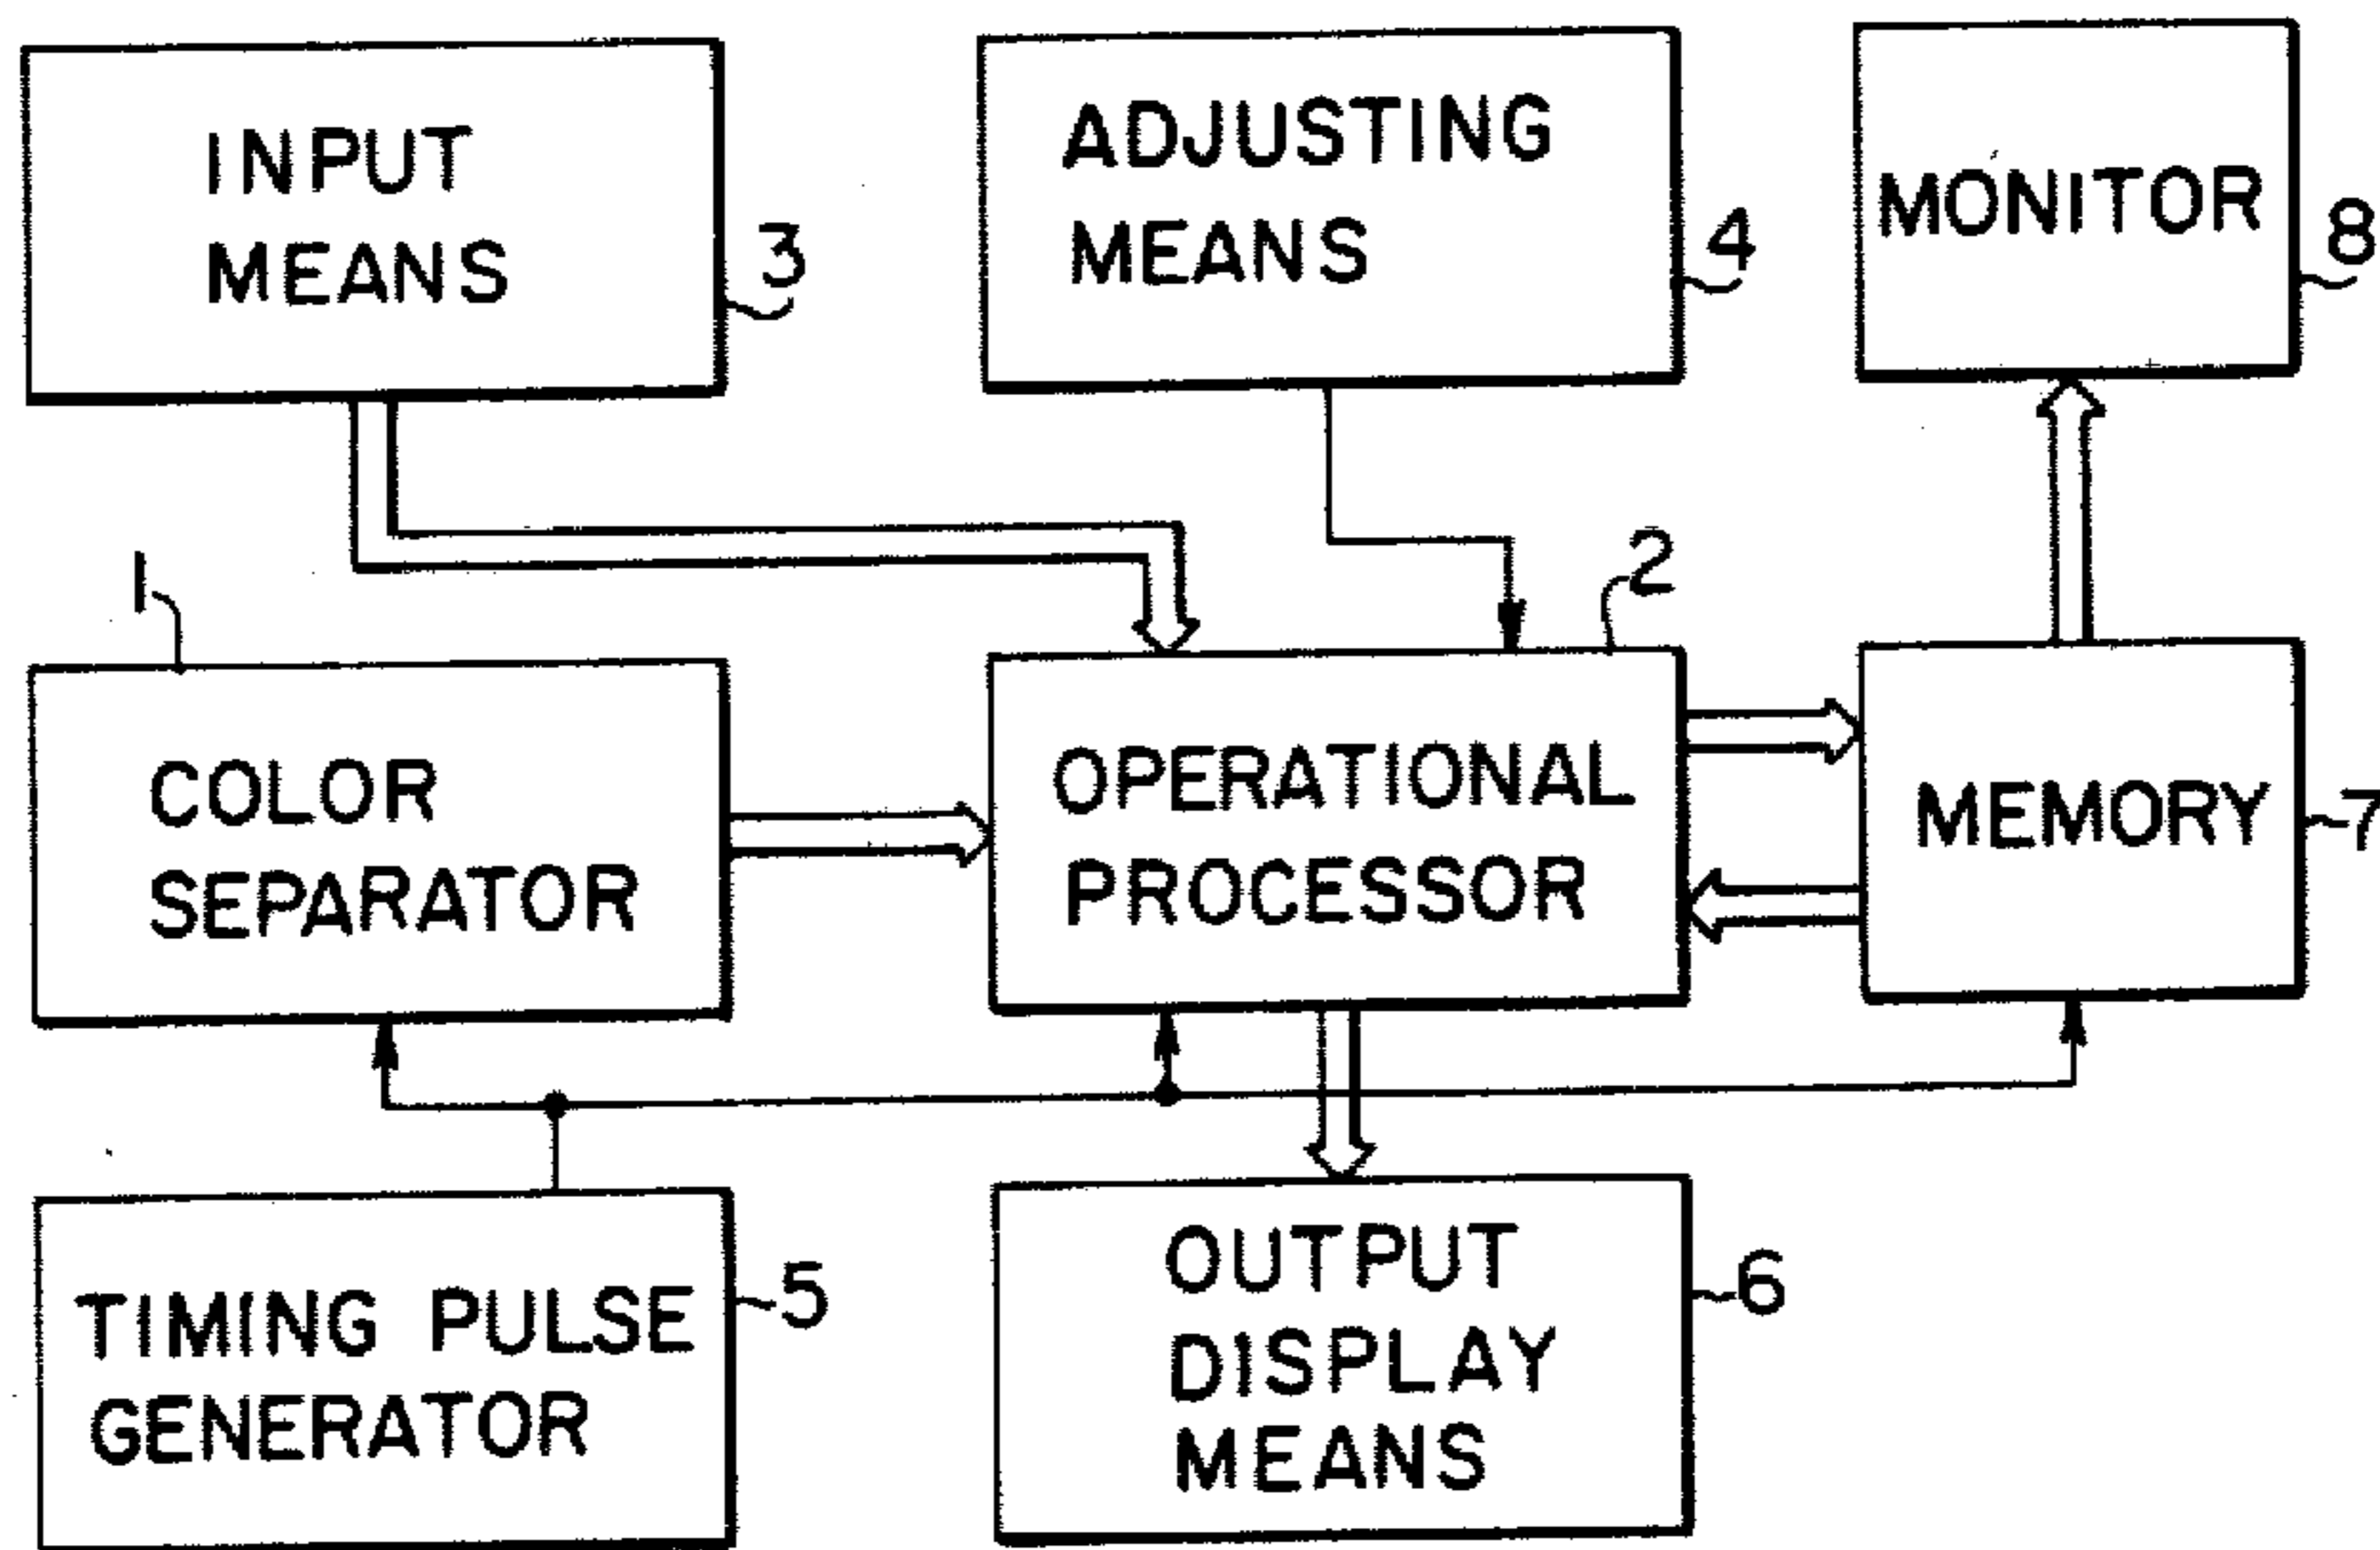 INPUT
MEANS
3
ADJUSTING
MEANS
4
MONITOR
8
1
COLOR
SEPARATOR
2
OPERATIONAL
PROCESSOR
MEMORY
7
TIMING PULSE
GENERATOR
5
OUTPUT
DISPLAY
MEANS
6